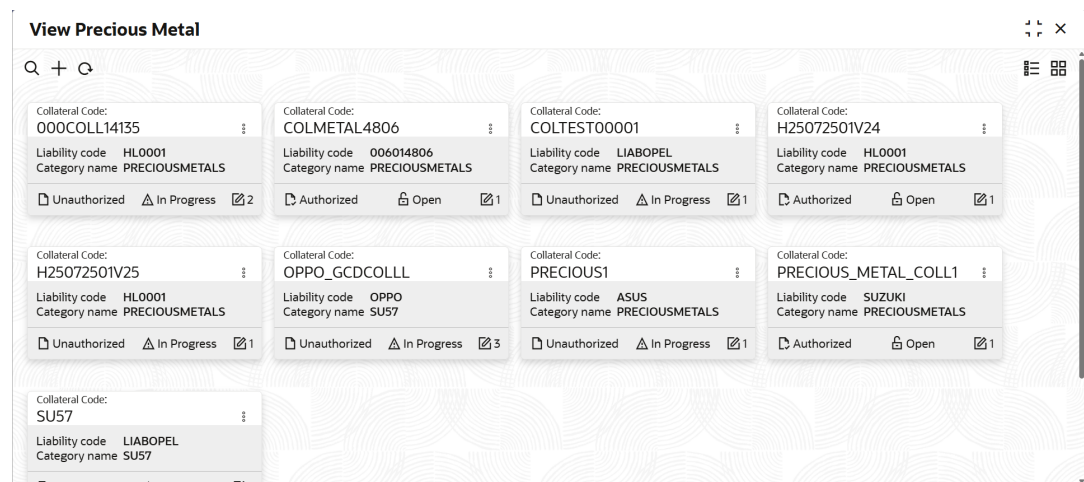 View Precious Metal
Collateral Code:
000COLL14135
Liability code HL0001
Category name PRECIOUSMETALS
Unauthorized In Progress 2
Collateral Code:
COLMETAL4806
Liability code 006014806
Category name PRECIOUSMETALS
Authorized Open 1
Collateral Code:
COLTEST00001
Liability code LIABOPEL
Category name PRECIOUSMETALS
Unauthorized In Progress 1
Collateral Code:
H25072501V24
Liability code HL0001
Category name PRECIOUSMETALS
Authorized Open 1
Collateral Code:
H25072501V25
Liability code HL0001
Category name PRECIOUSMETALS
Unauthorized In Progress 1
Collateral Code:
OPPO_GCDCOLLL
Liability code OPPO
Category name SU57
Unauthorized In Progress 3
Collateral Code:
PRECIOUS1
Liability code ASUS
Category name PRECIOUSMETALS
Unauthorized In Progress 1
Collateral Code:
PRECIOUS_METAL_COLL1
Liability code SUZUKI
Category name PRECIOUSMETALS
Authorized Open 1
Collateral Code:
SU57
Liability code LIABOPEL
Category name SU57